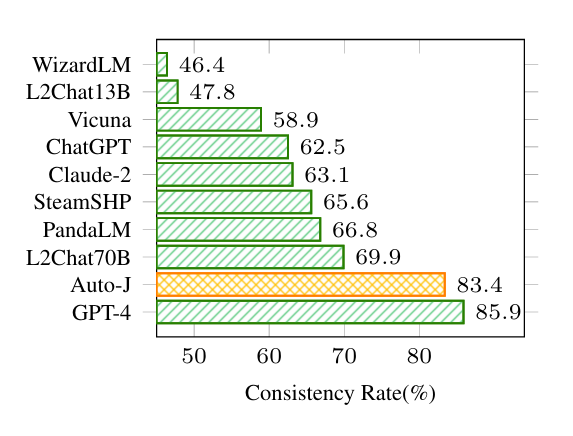 WizardLM 46.4
L2Chat13B 47.8
Vicuna 58.9
ChatGPT 62.5
Claude-2 63.1
SteamSHP 65.6
PandaLM 66.8
L2Chat70B 69.9
Auto-J 83.4
GPT-4 85.9
50 60 70 80
Consistency Rate(%)